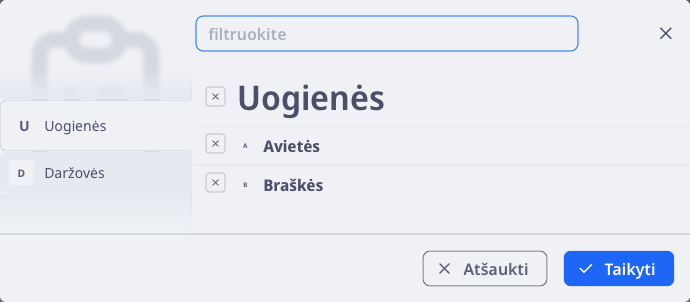 filtruokite
U Uogienės
D Daržovės
Uogienės
A Avietės
B Braškės
Atšaukti
Taikyti